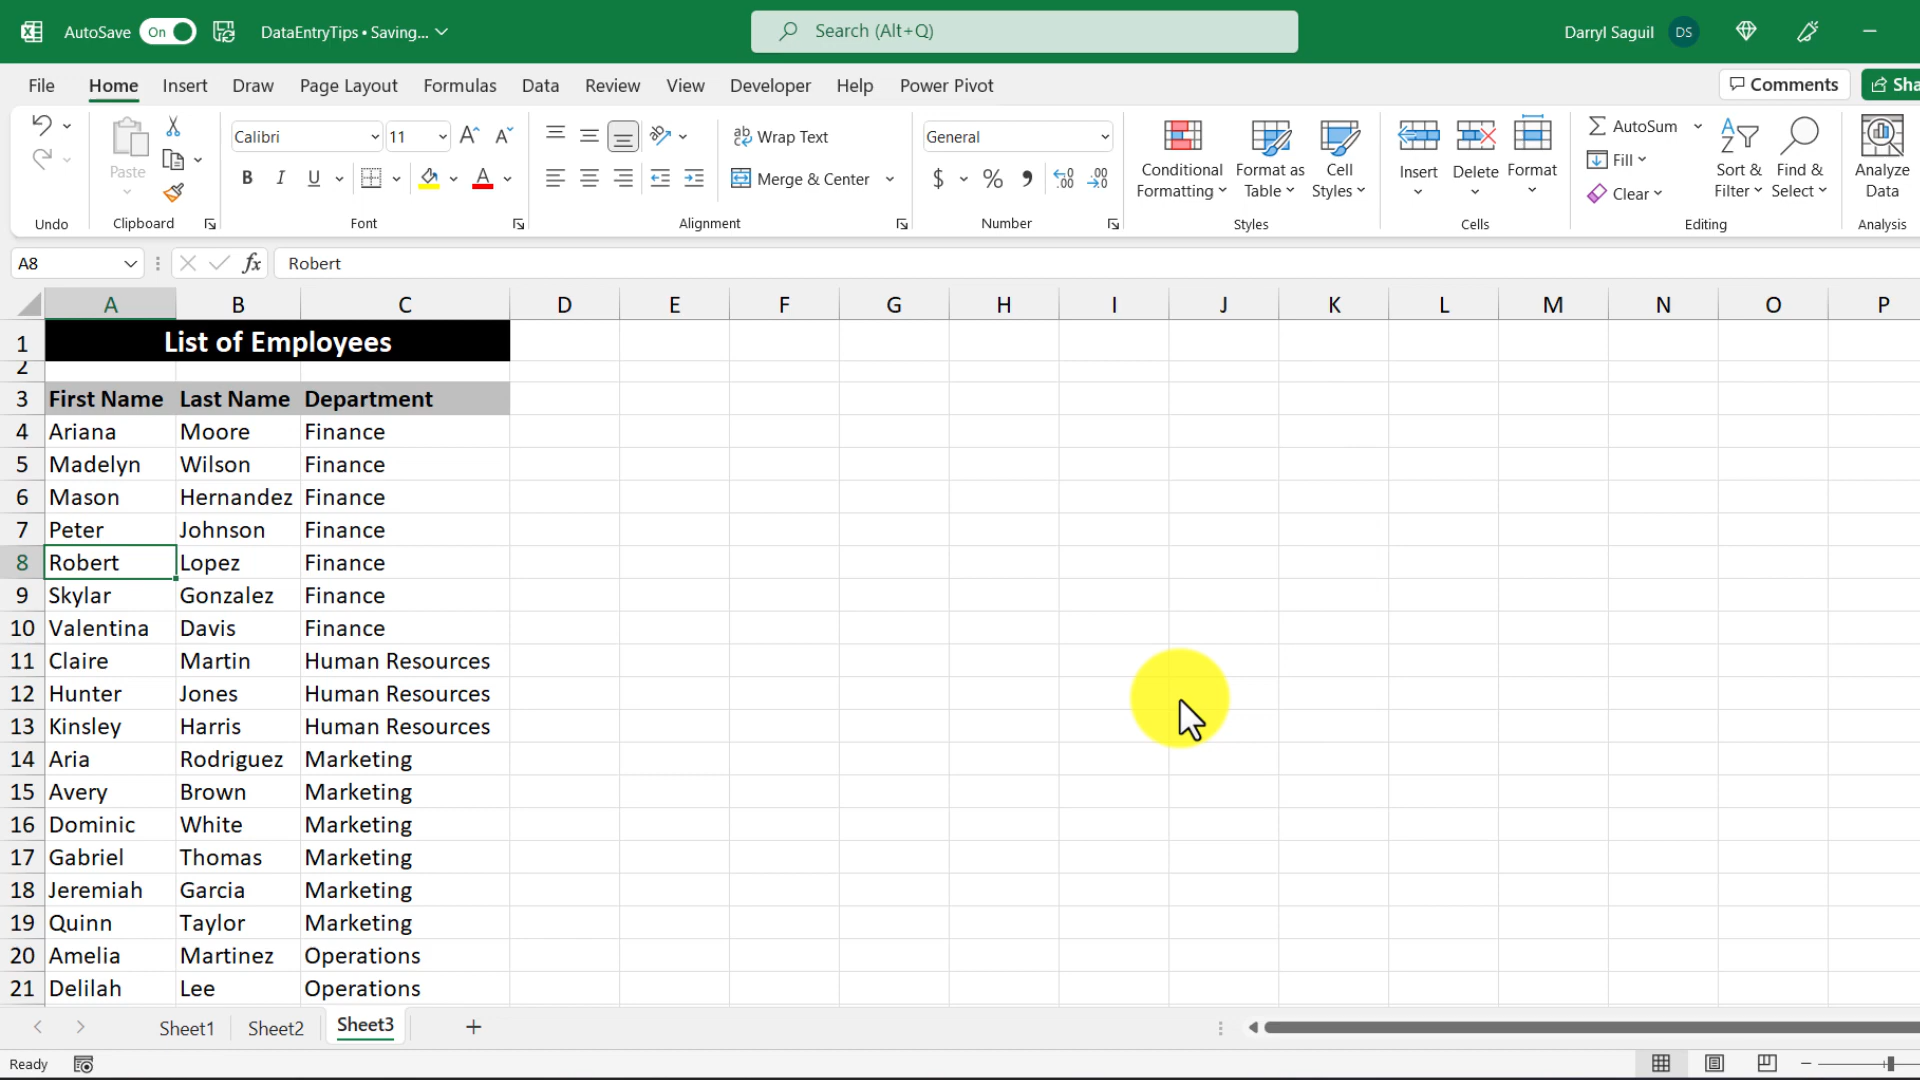 AutoSave On DataEntryTips • Saving... Search (Alt+Q) Darryl Saguil DS
File Home Insert Draw Page Layout Formulas Data Review View Developer Help Power Pivot Comments Sha
Paste
Undo
Clipboard
Calibri 11
B I U A
Font
ab Wrap Text
Merge & Center
Alignment
General
$ % , .00
Number
Conditional Formatting
Format as Table
Cell Styles
Styles
Insert Delete Format
Cells
AutoSum
Fill
Clear
Sort & Filter
Find & Select
Editing
Analyze Data
Analysis
A8 fx Robert
A B C D E F G H I J K L M N O P
1 List of Employees
2
3 First Name Last Name Department
4 Ariana Moore Finance
5 Madelyn Wilson Finance
6 Mason Hernandez Finance
7 Peter Johnson Finance
8 Robert Lopez Finance
9 Skylar Gonzalez Finance
10 Valentina Davis Finance
11 Claire Martin Human Resources
12 Hunter Jones Human Resources
13 Kinsley Harris Human Resources
14 Aria Rodriguez Marketing
15 Avery Brown Marketing
16 Dominic White Marketing
17 Gabriel Thomas Marketing
18 Jeremiah Garcia Marketing
19 Quinn Taylor Marketing
20 Amelia Martinez Operations
21 Delilah Lee Operations
Sheet1 Sheet2 Sheet3
Ready